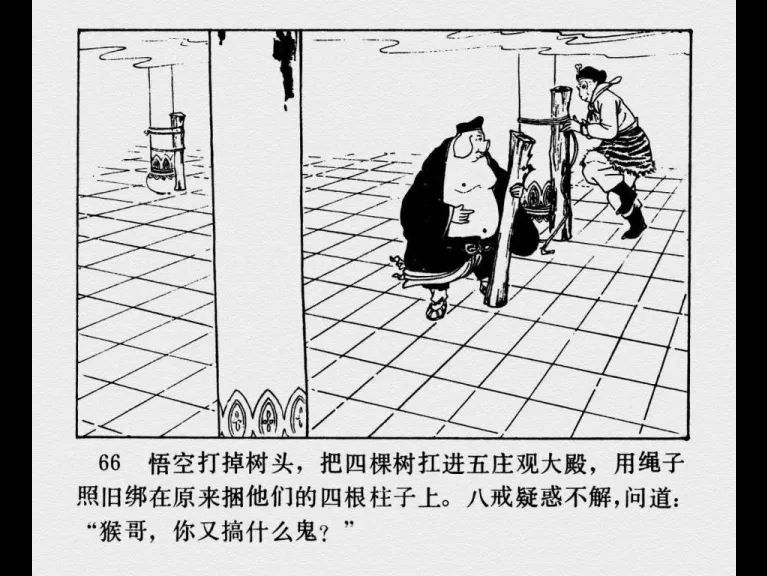 66 悟空打掉树头，把四棵树扛进五庄观大殿，用绳子
照旧绑在原来捆他们的四根柱子上。八戒疑惑不解，问道：
“猴哥，你又搞什么鬼？”